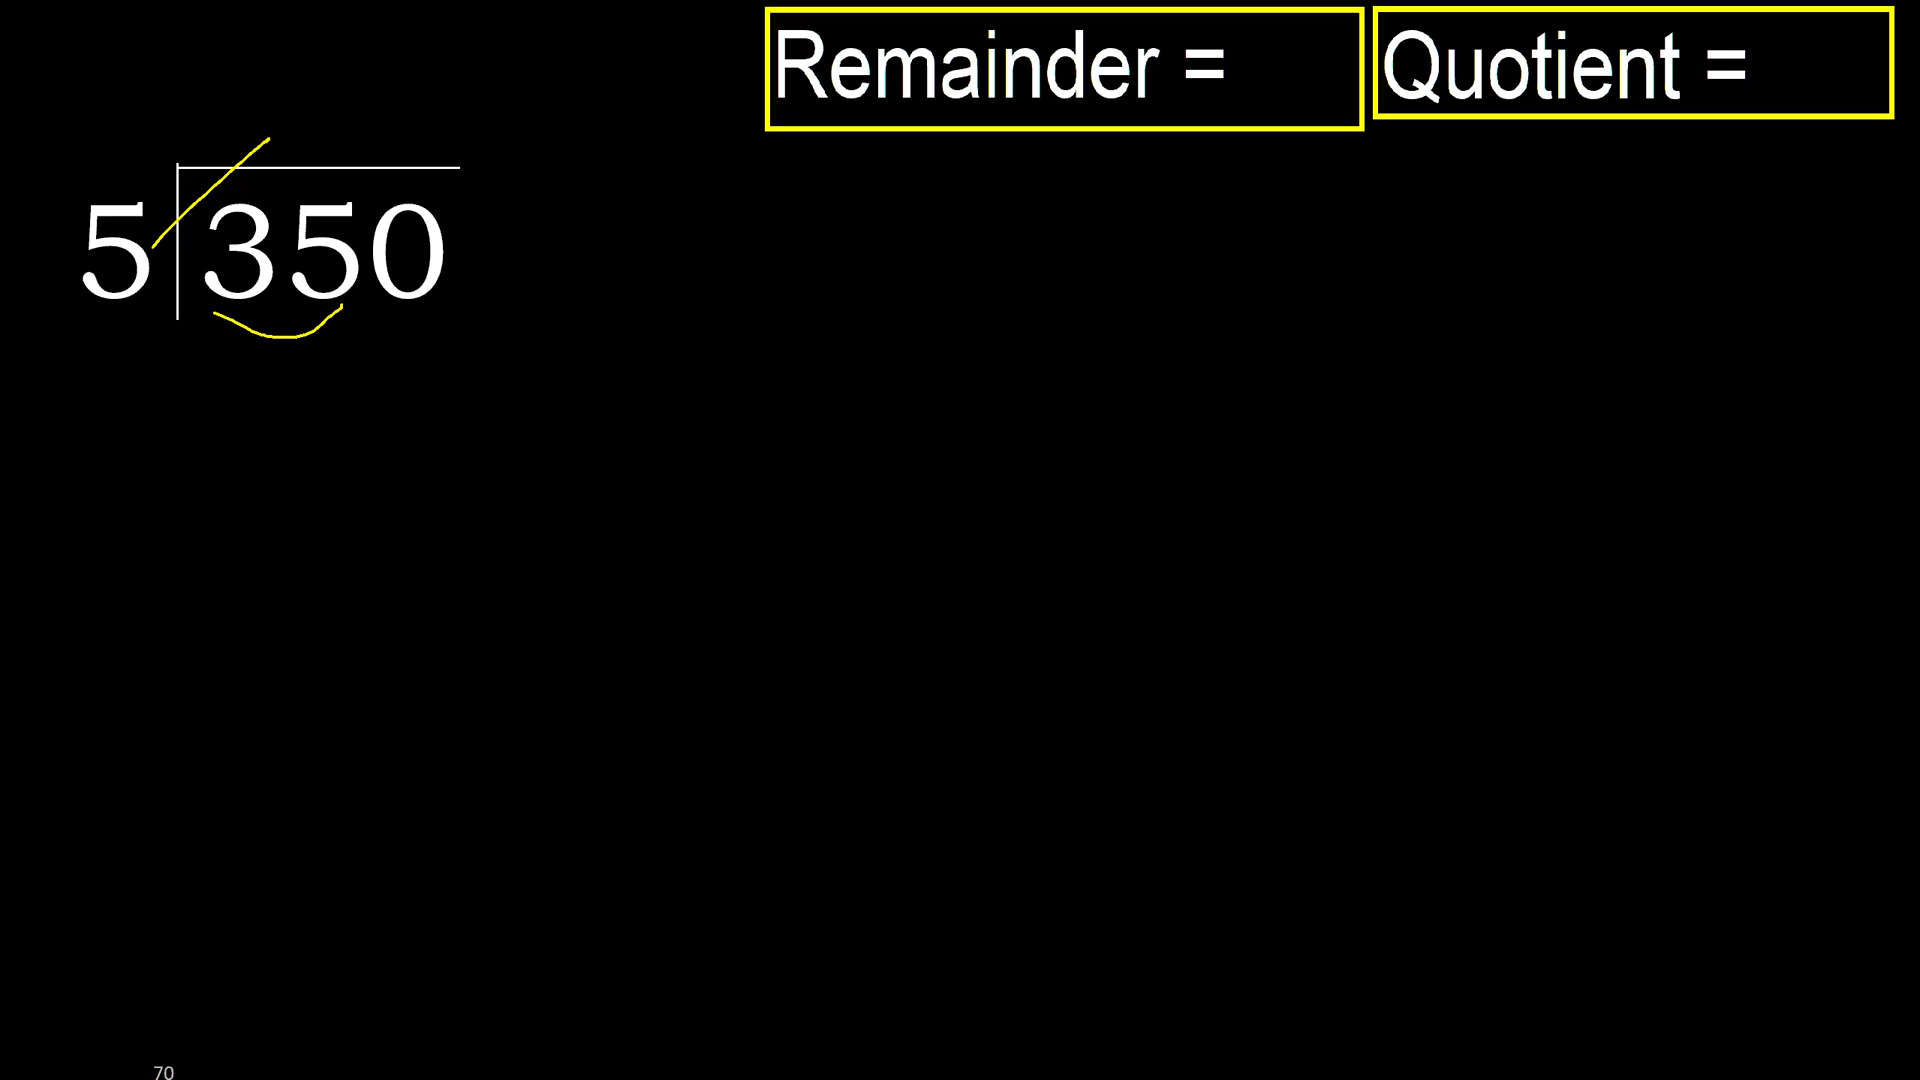 Remainder = Quotient =
5 350
70